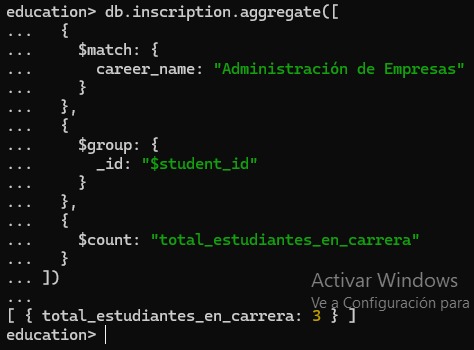 education> db.inscription.aggregate([
...   {
...     $match: {
...       career_name: "Administración de Empresas"
...     }
...   },
...   {
...     $group: {
...       _id: "$student_id"
...     }
...   },
...   {
...     $count: "total_estudiantes_en_carrera"
...   }
... ])
...
[ { total_estudiantes_en_carrera: 3 } ]
education>
Activar Windows
Ve a Configuración para